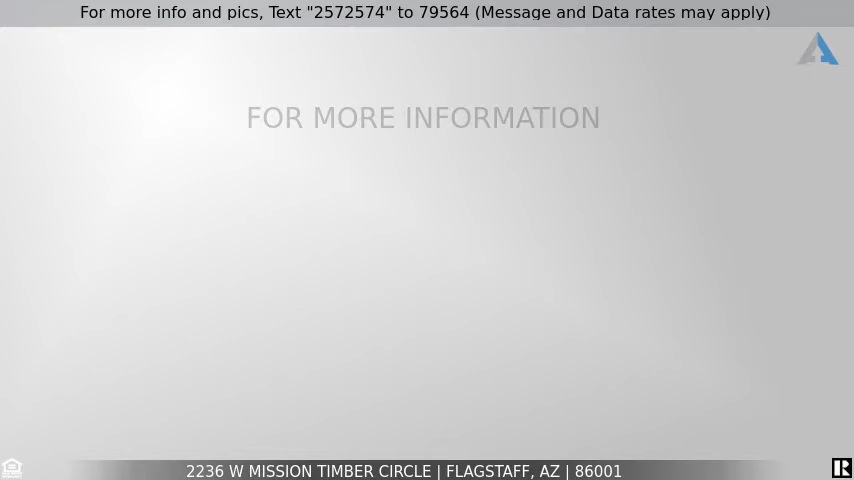 For more info and pics, Text "2572574" to 79564 (Message and Data rates may apply)
FOR MORE INFORMATION
2236 W MISSION TIMBER CIRCLE | FLAGSTAFF, AZ | 86001